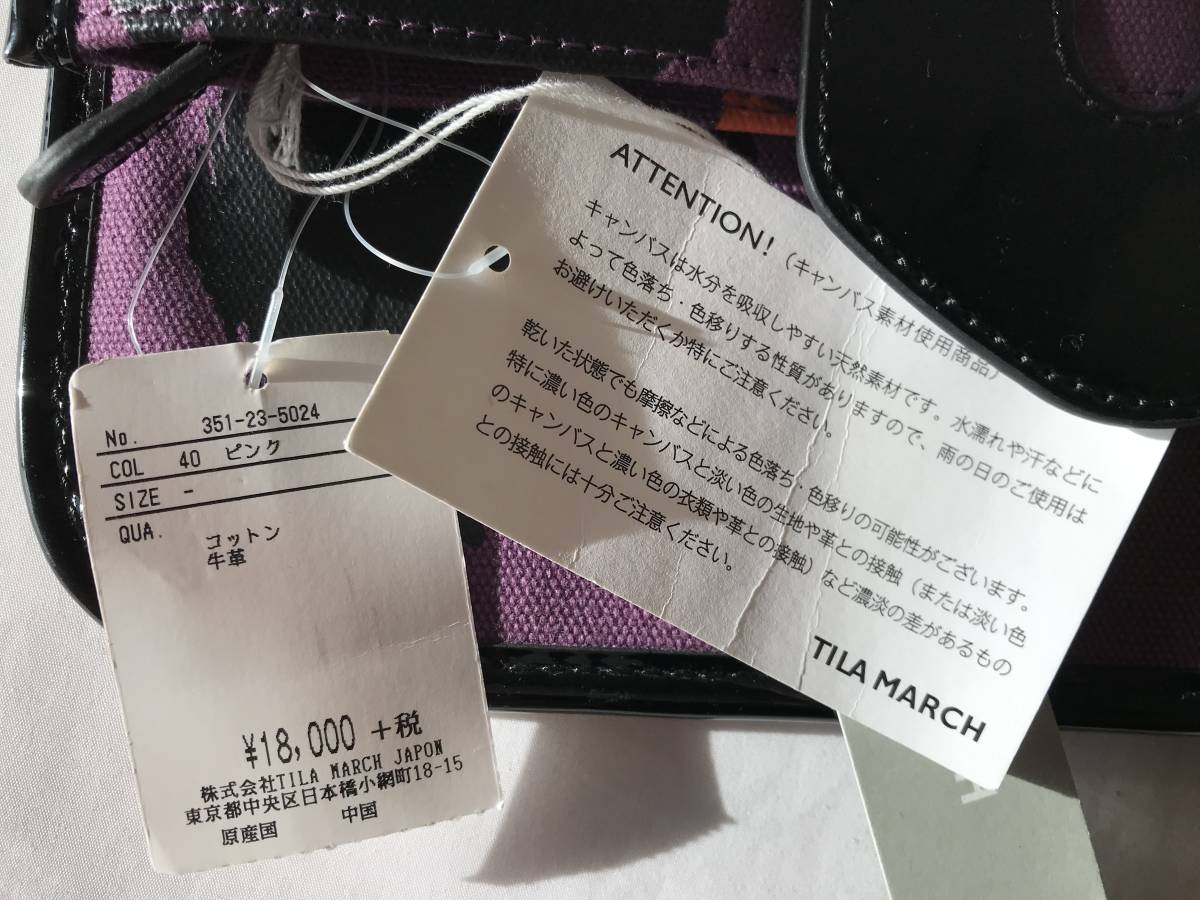 No. 351-23-5024
COL 40 ピンク
SIZE -
QUA. コットン
牛革
¥18,000 +税
株式会社TILA MARCH JAPON
東京都中央区日本橋小網町18-15
原産国 中国
ATTENTION! (キャンバス素材使用商品)
キャンバスは水分を吸収しやすい天然素材です。水濡れや汗などに
よって色落ち・色移りする性質がありますので、雨の日のご使用は
お避けいただくか特にご注意ください。
乾いた状態でも摩擦などによる色落ち・色移りの可能性がございます。
特に濃い色のキャンバスと淡い色の生地や革との接触(または淡い色
のキャンバスと濃い色の衣類や革との接触)など濃淡の差があるもの
との接触には十分ご注意ください。
TILA MARCH